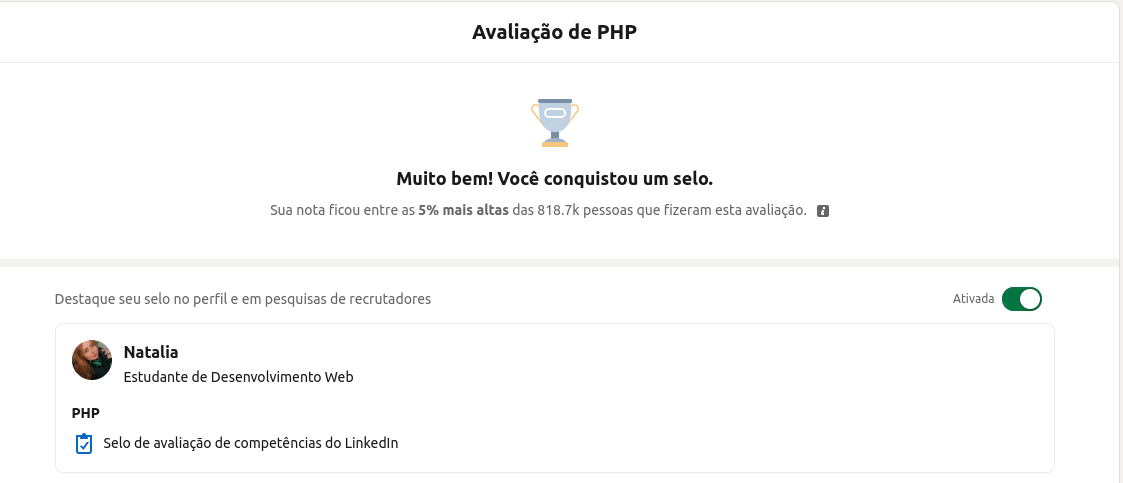 Avaliação de PHP
Muito bem! Você conquistou um selo.
Sua nota ficou entre as 5% mais altas das 818.7k pessoas que fizeram esta avaliação.
Destaque seu selo no perfil e em pesquisas de recrutadores
Ativada
Natalia
Estudante de Desenvolvimento Web
PHP
Selo de avaliação de competências do LinkedIn